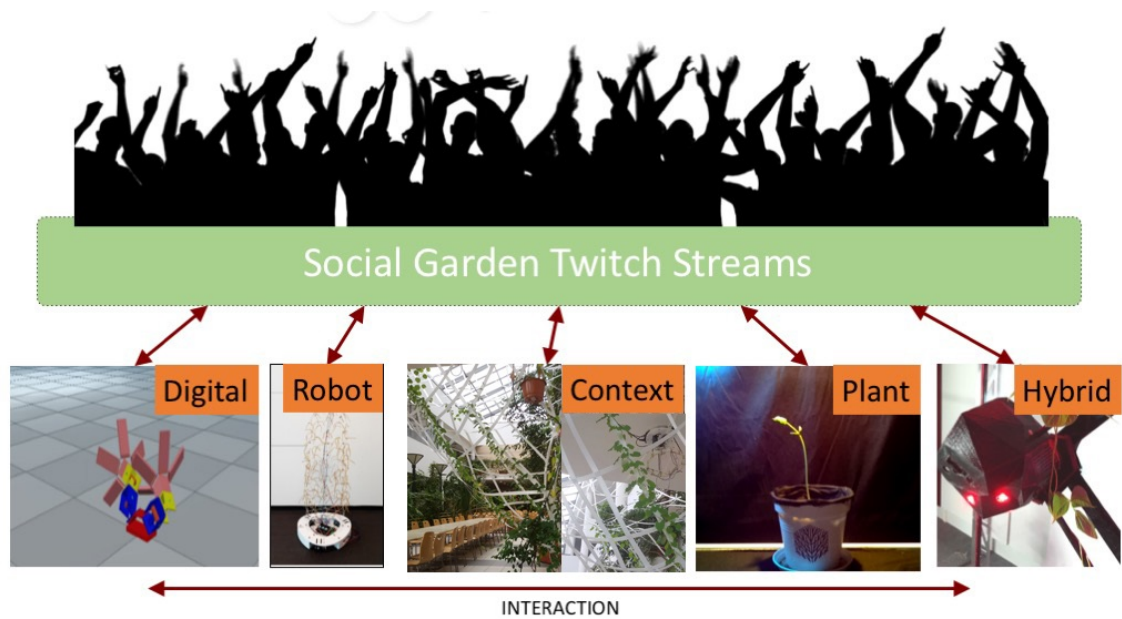 Social Garden Twitch Streams
Digital
Robot
Context
Plant
Hybrid
INTERACTION